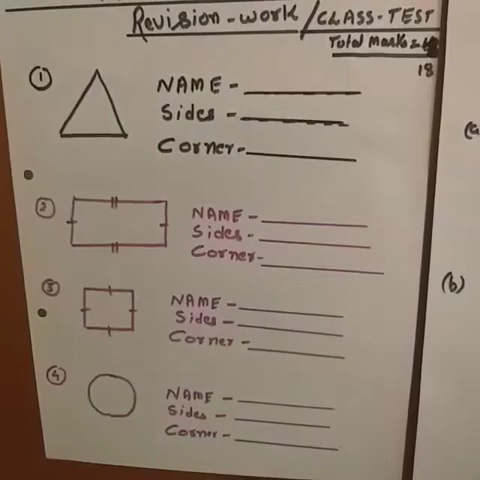 Revision-work/CLASS-TEST
Total Marks
18
① NAME -
Sides -
Corner -
(a
② NAME -
Sides -
Corner -
③ NAME -
Sides -
Corner -
(b)
④ NAME -
Sides -
Corner -